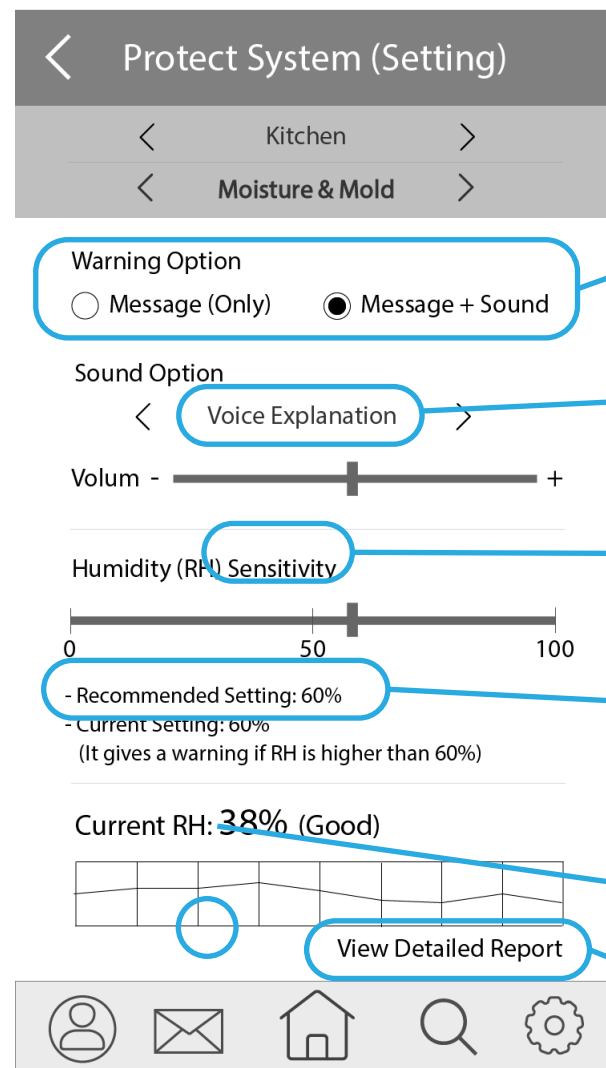 Protect System (Setting)
Kitchen
Moisture & Mold
Warning Option
Message (Only) Message + Sound
Sound Option
Voice Explanation
Volum - +
Humidity (RH) Sensitivity
0 50 100
- Recommended Setting: 60%
- Current Setting: 60%
(It gives a warning if RH is higher than 60%)
Current RH: 38% (Good)
View Detailed Report